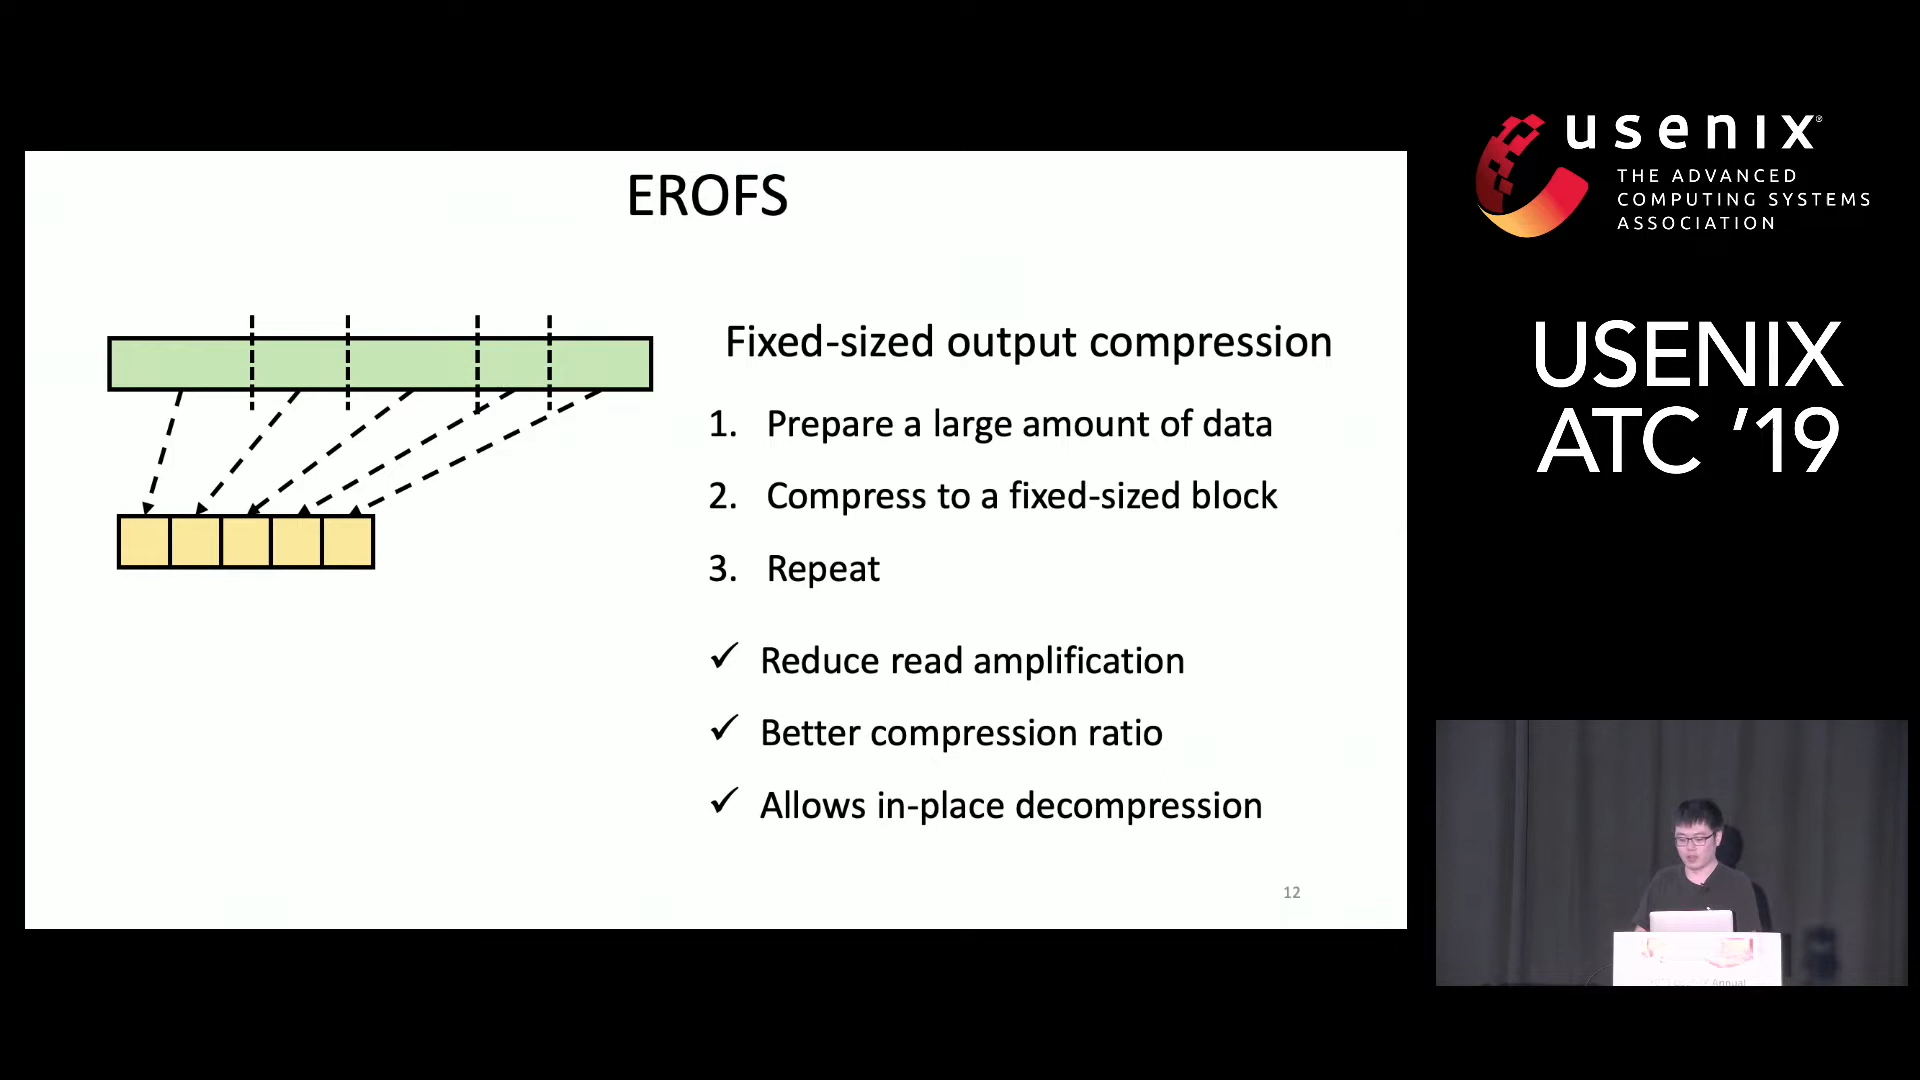 EROFS
Fixed-sized output compression
1. Prepare a large amount of data
2. Compress to a fixed-sized block
3. Repeat
✓ Reduce read amplification
✓ Better compression ratio
✓ Allows in-place decompression
12
usenix®
THE ADVANCED
COMPUTING SYSTEMS
ASSOCIATION
USENIX
ATC ’19
Annual